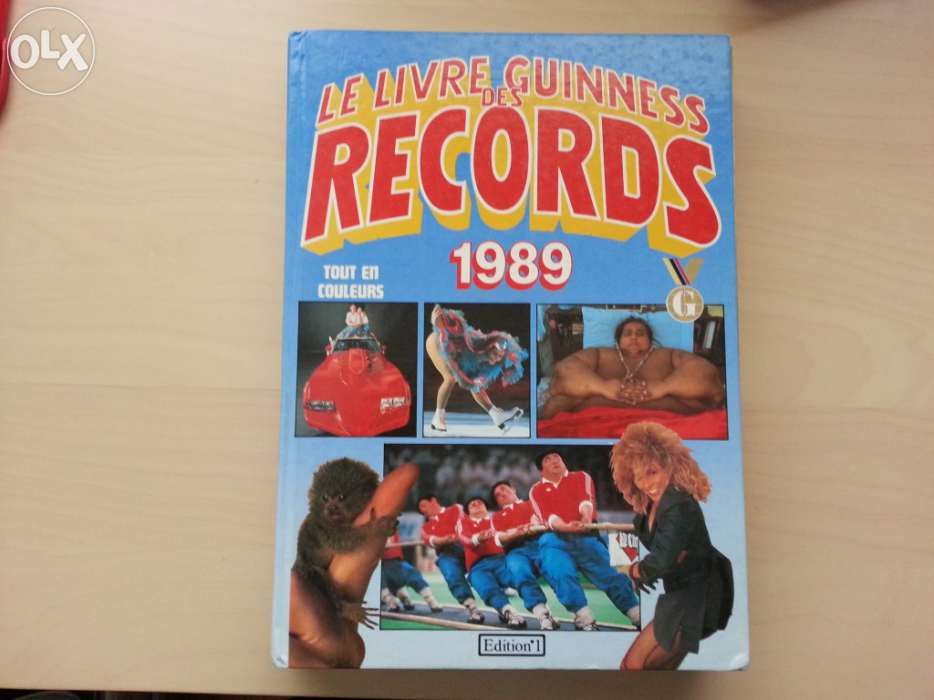 OLX
LE LIVRE GUINNESS
DES
RECORDS
1989
TOUT EN
COULEURS
G
Edition°1